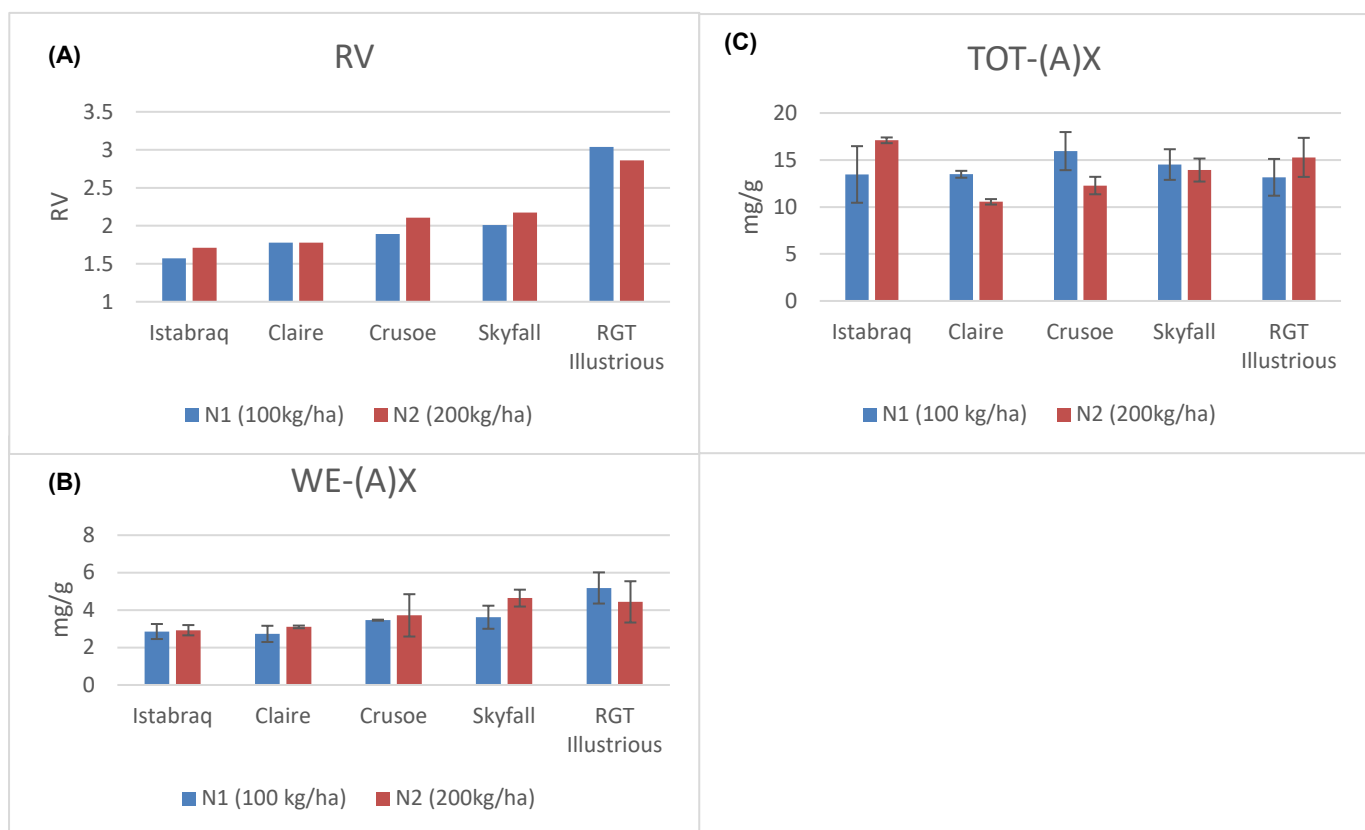 (A)
RV
3.5
3
2.5
2
1.5
1
RV
Istabraq Claire Crusoe Skyfall RGT
Illustrious
N1 (100kg/ha) N2 (200kg/ha)
(B)
WE-(A)X
8
6
4
2
0
mg/g
Istabraq Claire Crusoe Skyfall RGT
Illustrious
N1 (100 kg/ha) N2 (200kg/ha)
(C)
TOT-(A)X
20
15
10
5
0
mg/g
Istabraq Claire Crusoe Skyfall RGT
Illustrious
N1 (100 kg/ha) N2 (200kg/ha)